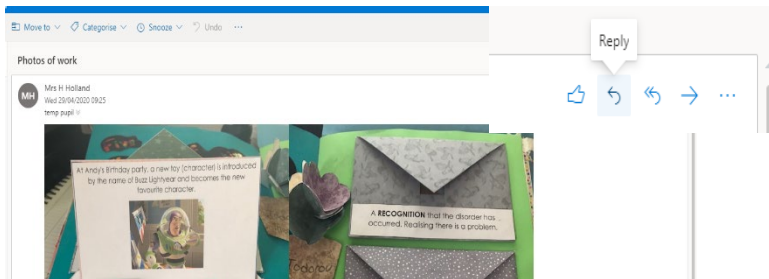 Move to Categorise Snooze Undo ...
Reply
Photos of work
MH
Mrs H Holland
Wed 29/04/2020 09:25
temp pupil
At Andy's Birthday party, a new toy (character) is introduced
by the name of Buzz Lightyear and becomes the new
favourite character.
A RECOGNITION that the disorder has
occurred. Realising there is a problem.
Todorov